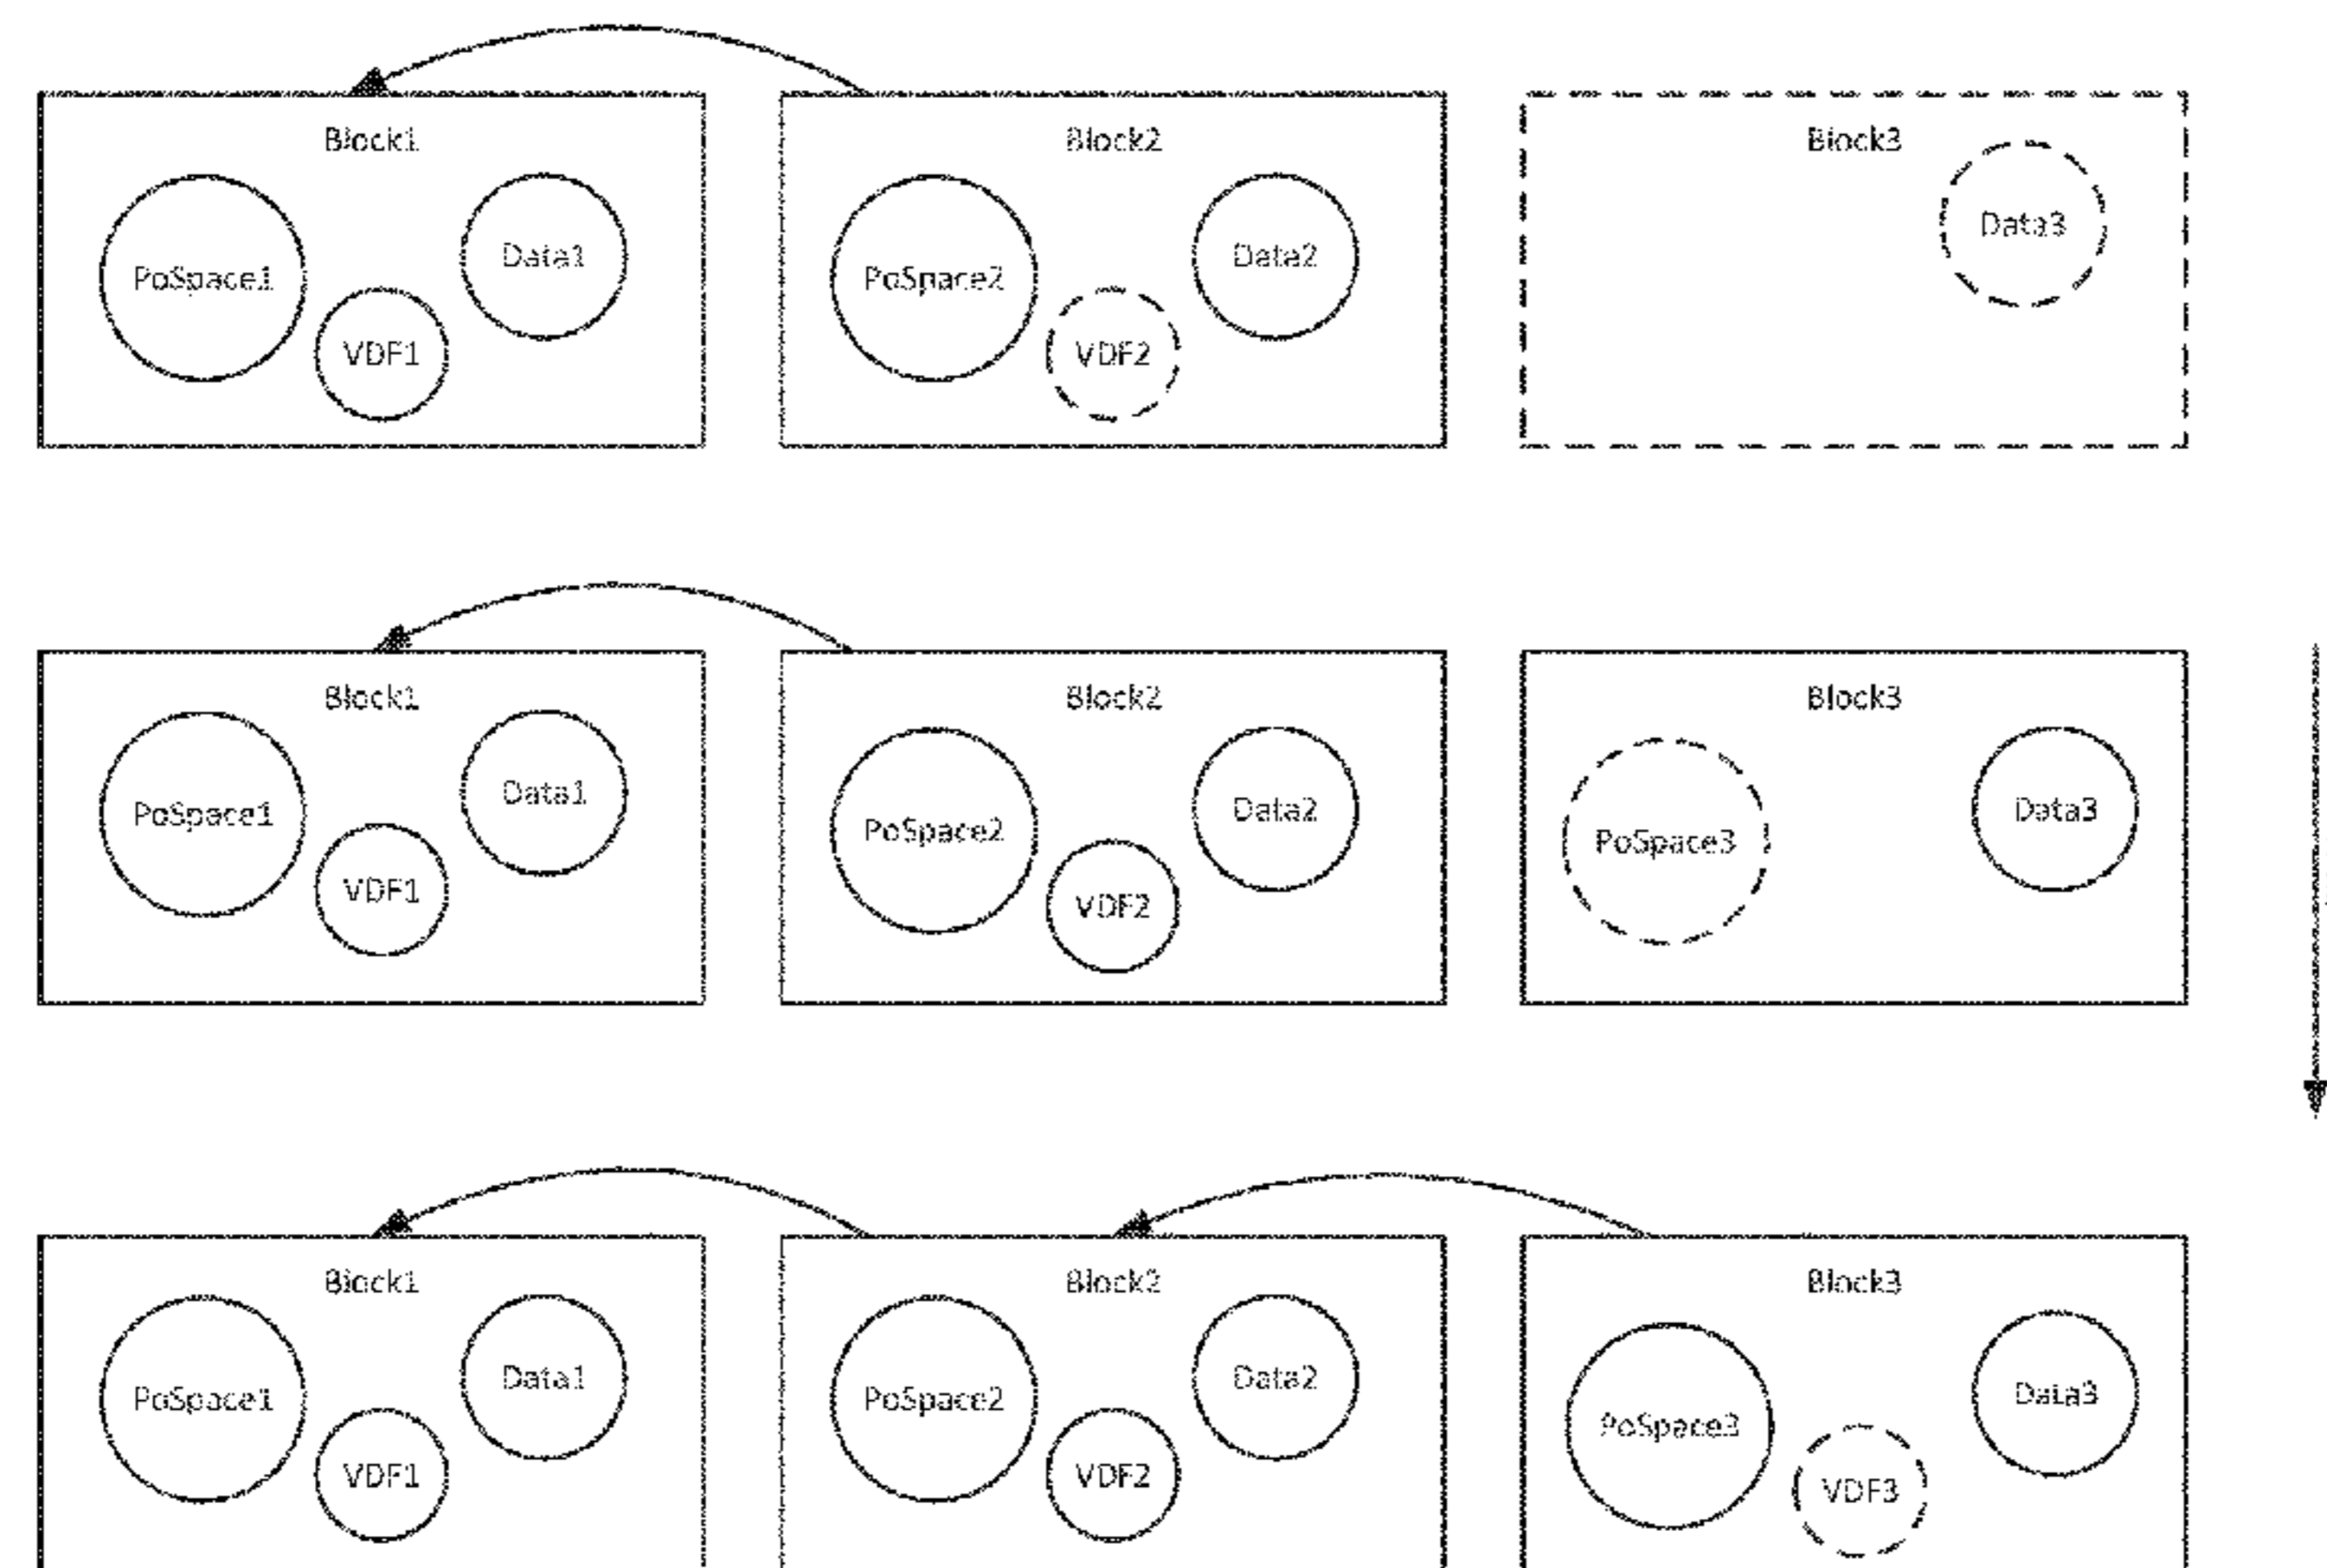 Block1
Block2
Block3
PoSpace1
Data1
VDF1
PoSpace2
Data2
VDF2
Data3
Block1
Block2
Block3
PoSpace1
Data1
VDF1
PoSpace2
Data2
VDF2
PoSpace3
Data3
Block1
Block2
Block3
PoSpace1
Data1
VDF1
PoSpace2
Data2
VDF2
PoSpace3
Data3
VDF3